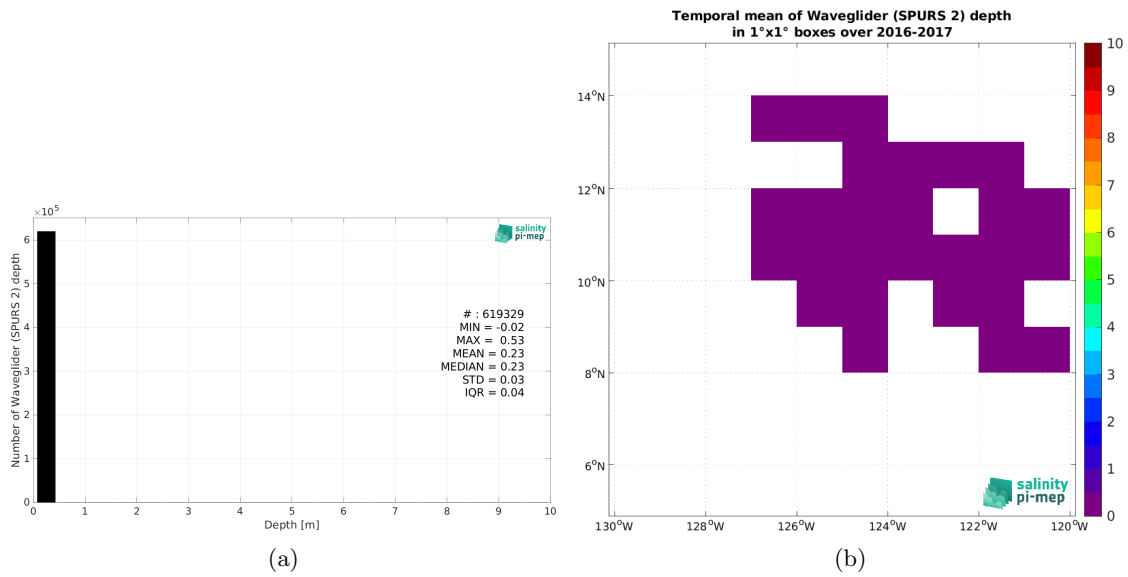 ×10⁵
6
5
4
3
2
1
0
Number of Waveglider (SPURS 2) depth
salinity
pi-mep
# : 619329
MIN = -0.02
MAX = 0.53
MEAN = 0.23
MEDIAN = 0.23
STD = 0.03
IQR = 0.04
0 1 2 3 4 5 6 7 8 9 10
Depth [m]
(a)
Temporal mean of Waveglider (SPURS 2) depth
in 1°x1° boxes over 2016-2017
14°N
12°N
10°N
8°N
6°N
130°W 128°W 126°W 124°W 122°W 120°W
salinity
pi-mep
10
9
8
7
6
5
4
3
2
1
0
(b)